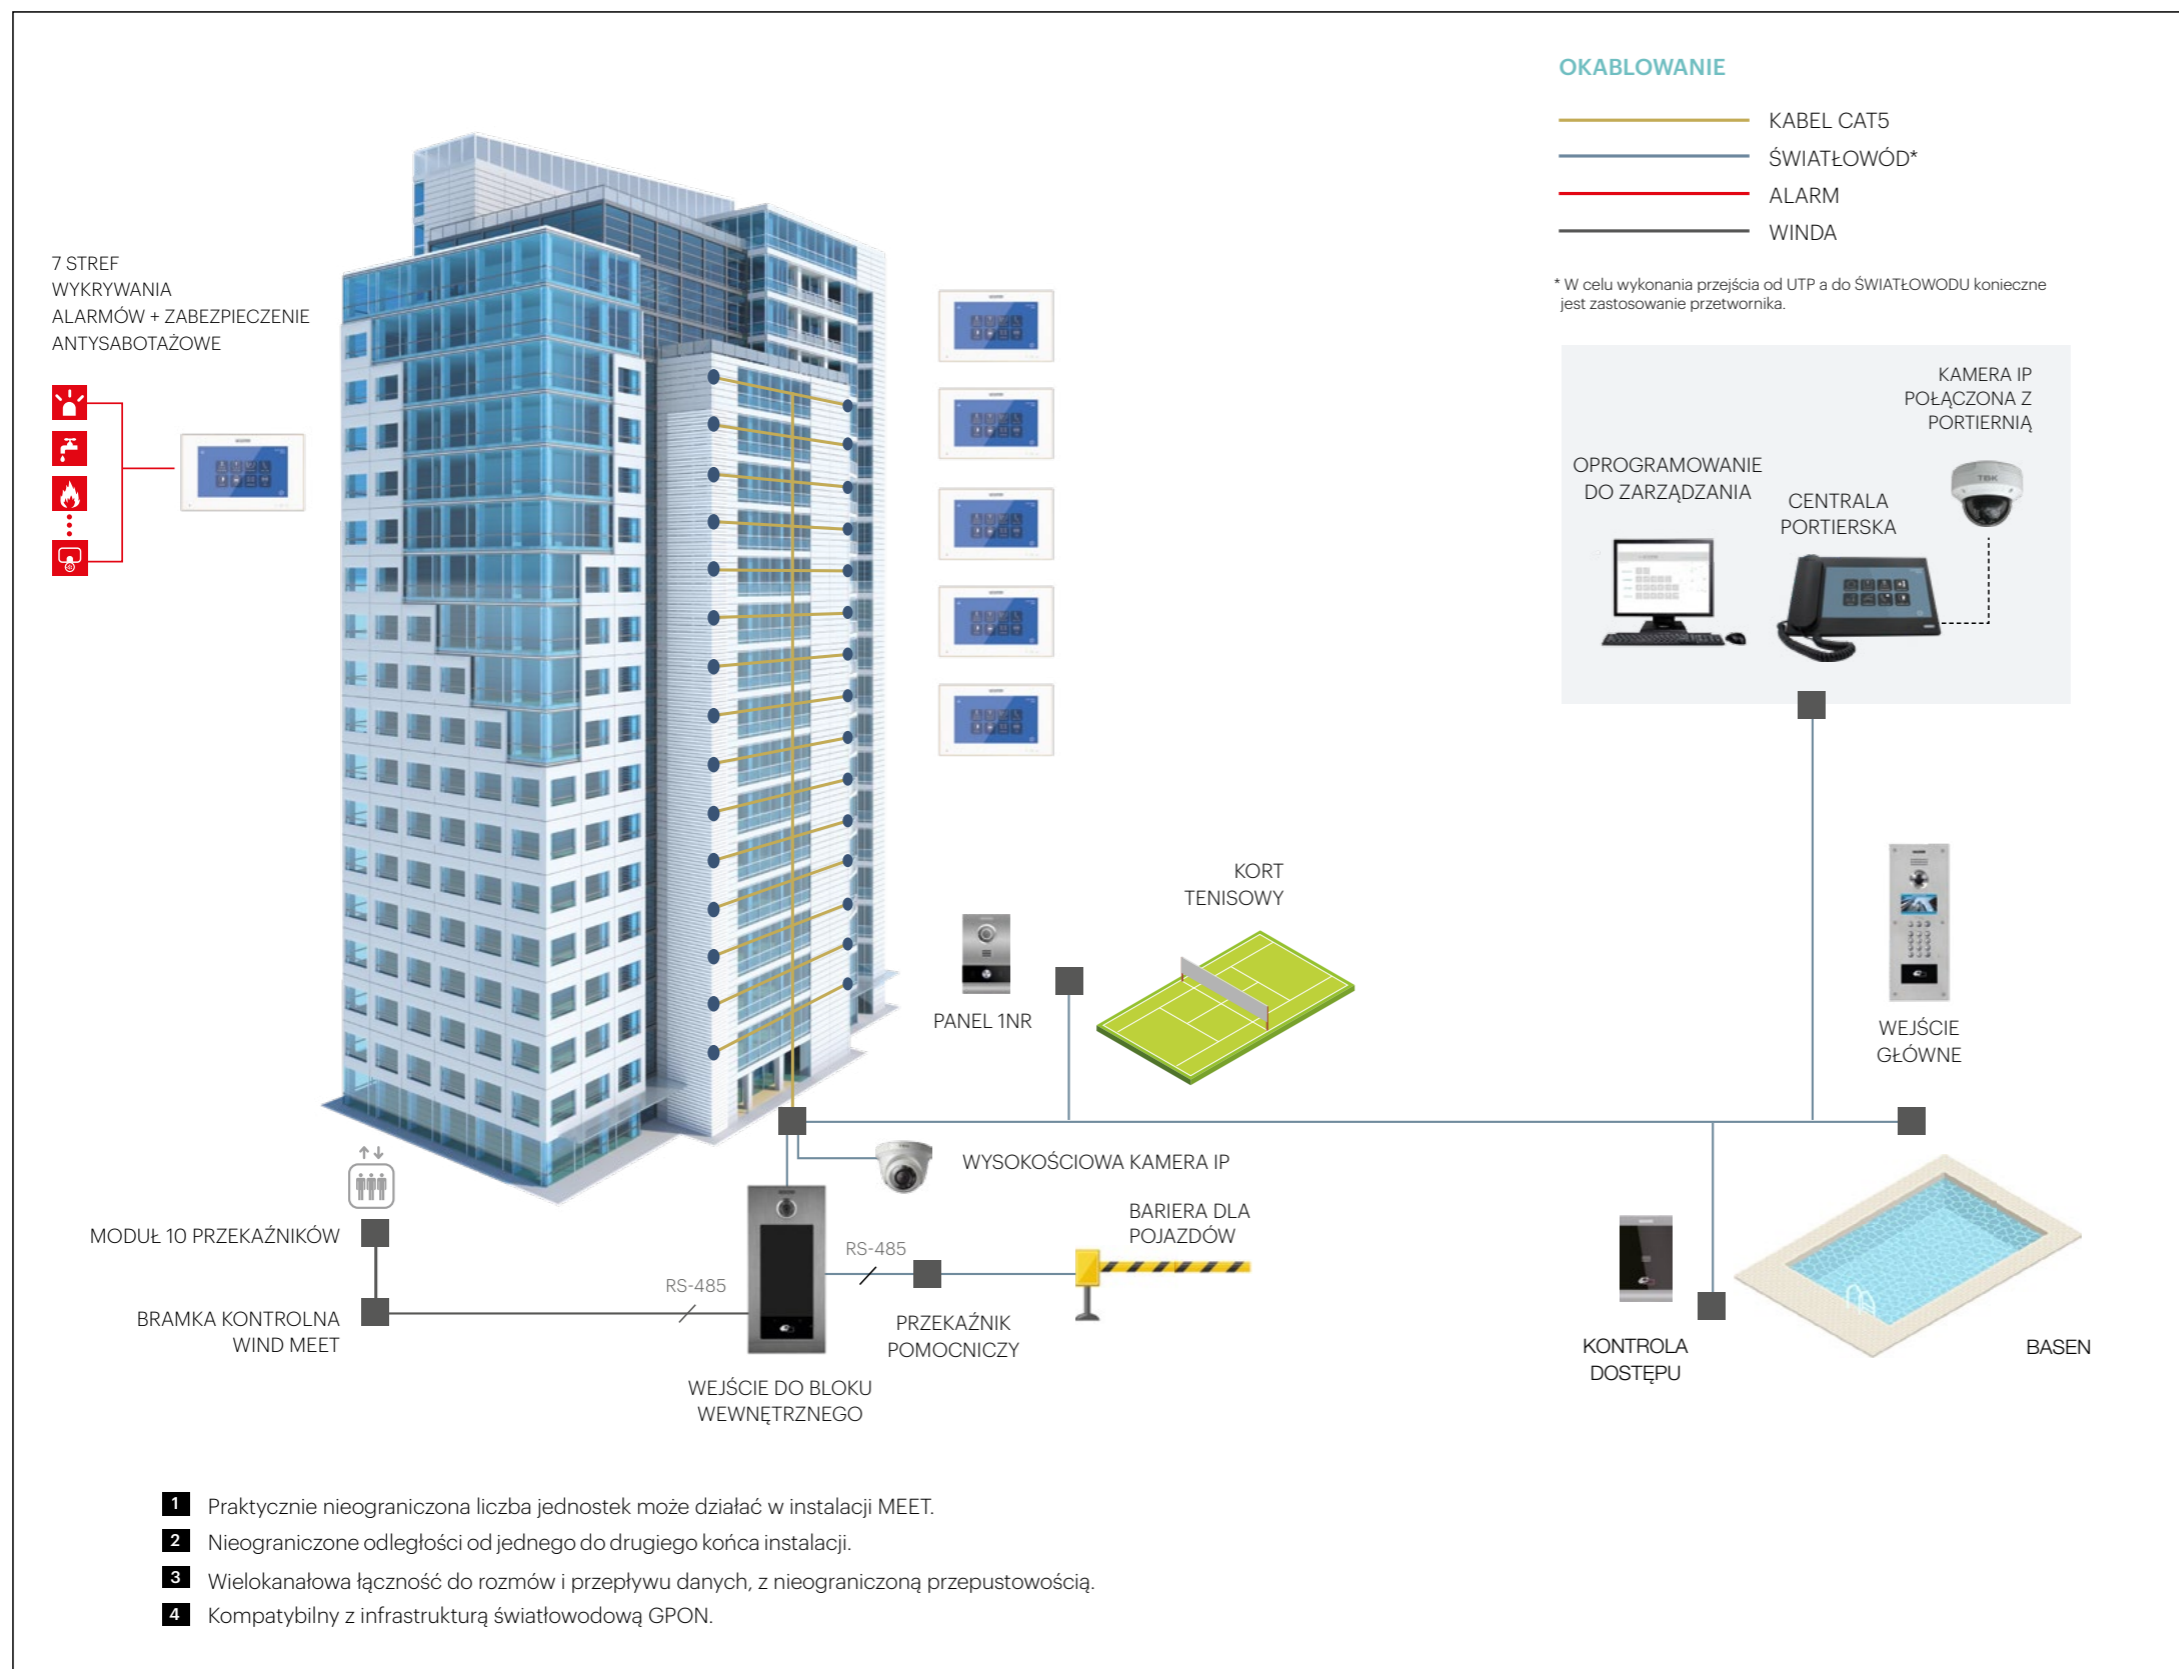 OKABLOWANIE
KABEL CAT5
ŚWIATŁOWÓD*
ALARM
WINDA
* W celu wykonania przejścia od UTP a do ŚWIATŁOWODU konieczne
jest zastosowanie przetwornika.
7 STREF
WYKRYWANIA
ALARMÓW + ZABEZPIECZENIE
ANTYSABOTAŻOWE
KAMERA IP
POŁĄCZONA Z
PORTIERNIĄ
OPROGRAMOWANIE
DO ZARZĄDZANIA
CENTRALA
PORTIERSKA
TBK
KORT
TENISOWY
PANEL 1NR
WEJŚCIE
GŁÓWNE
WYSOKOŚCIOWA KAMERA IP
BARIERA DLA
POJAZDÓW
MODUŁ 10 PRZEKAŹNIKÓW
RS-485
RS-485
BRAMKA KONTROLNA
WIND MEET
PRZEKAŹNIK
POMOCNICZY
KONTROLA
DOSTĘPU
BASEN
WEJŚCIE DO BLOKU
WEWNĘTRZNEGO
1 Praktycznie nieograniczona liczba jednostek może działać w instalacji MEET.
2 Nieograniczone odległości od jednego do drugiego końca instalacji.
3 Wielokanałowa łączność do rozmów i przepływu danych, z nieograniczoną przepustowością.
4 Kompatybilny z infrastrukturą światłowodową GPON.